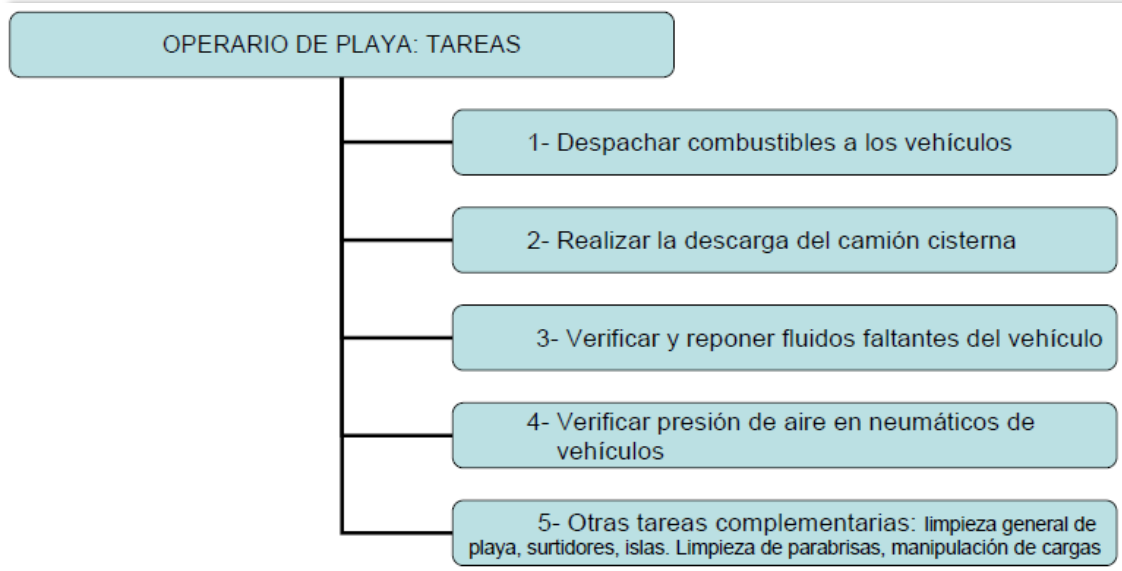 OPERARIO DE PLAYA: TAREAS
1- Despachar combustibles a los vehículos
2- Realizar la descarga del camión cisterna
3- Verificar y reponer fluidos faltantes del vehículo
4- Verificar presión de aire en neumáticos de
vehículos
5- Otras tareas complementarias: limpieza general de
playa, surtidores, islas. Limpieza de parabrisas, manipulación de cargas